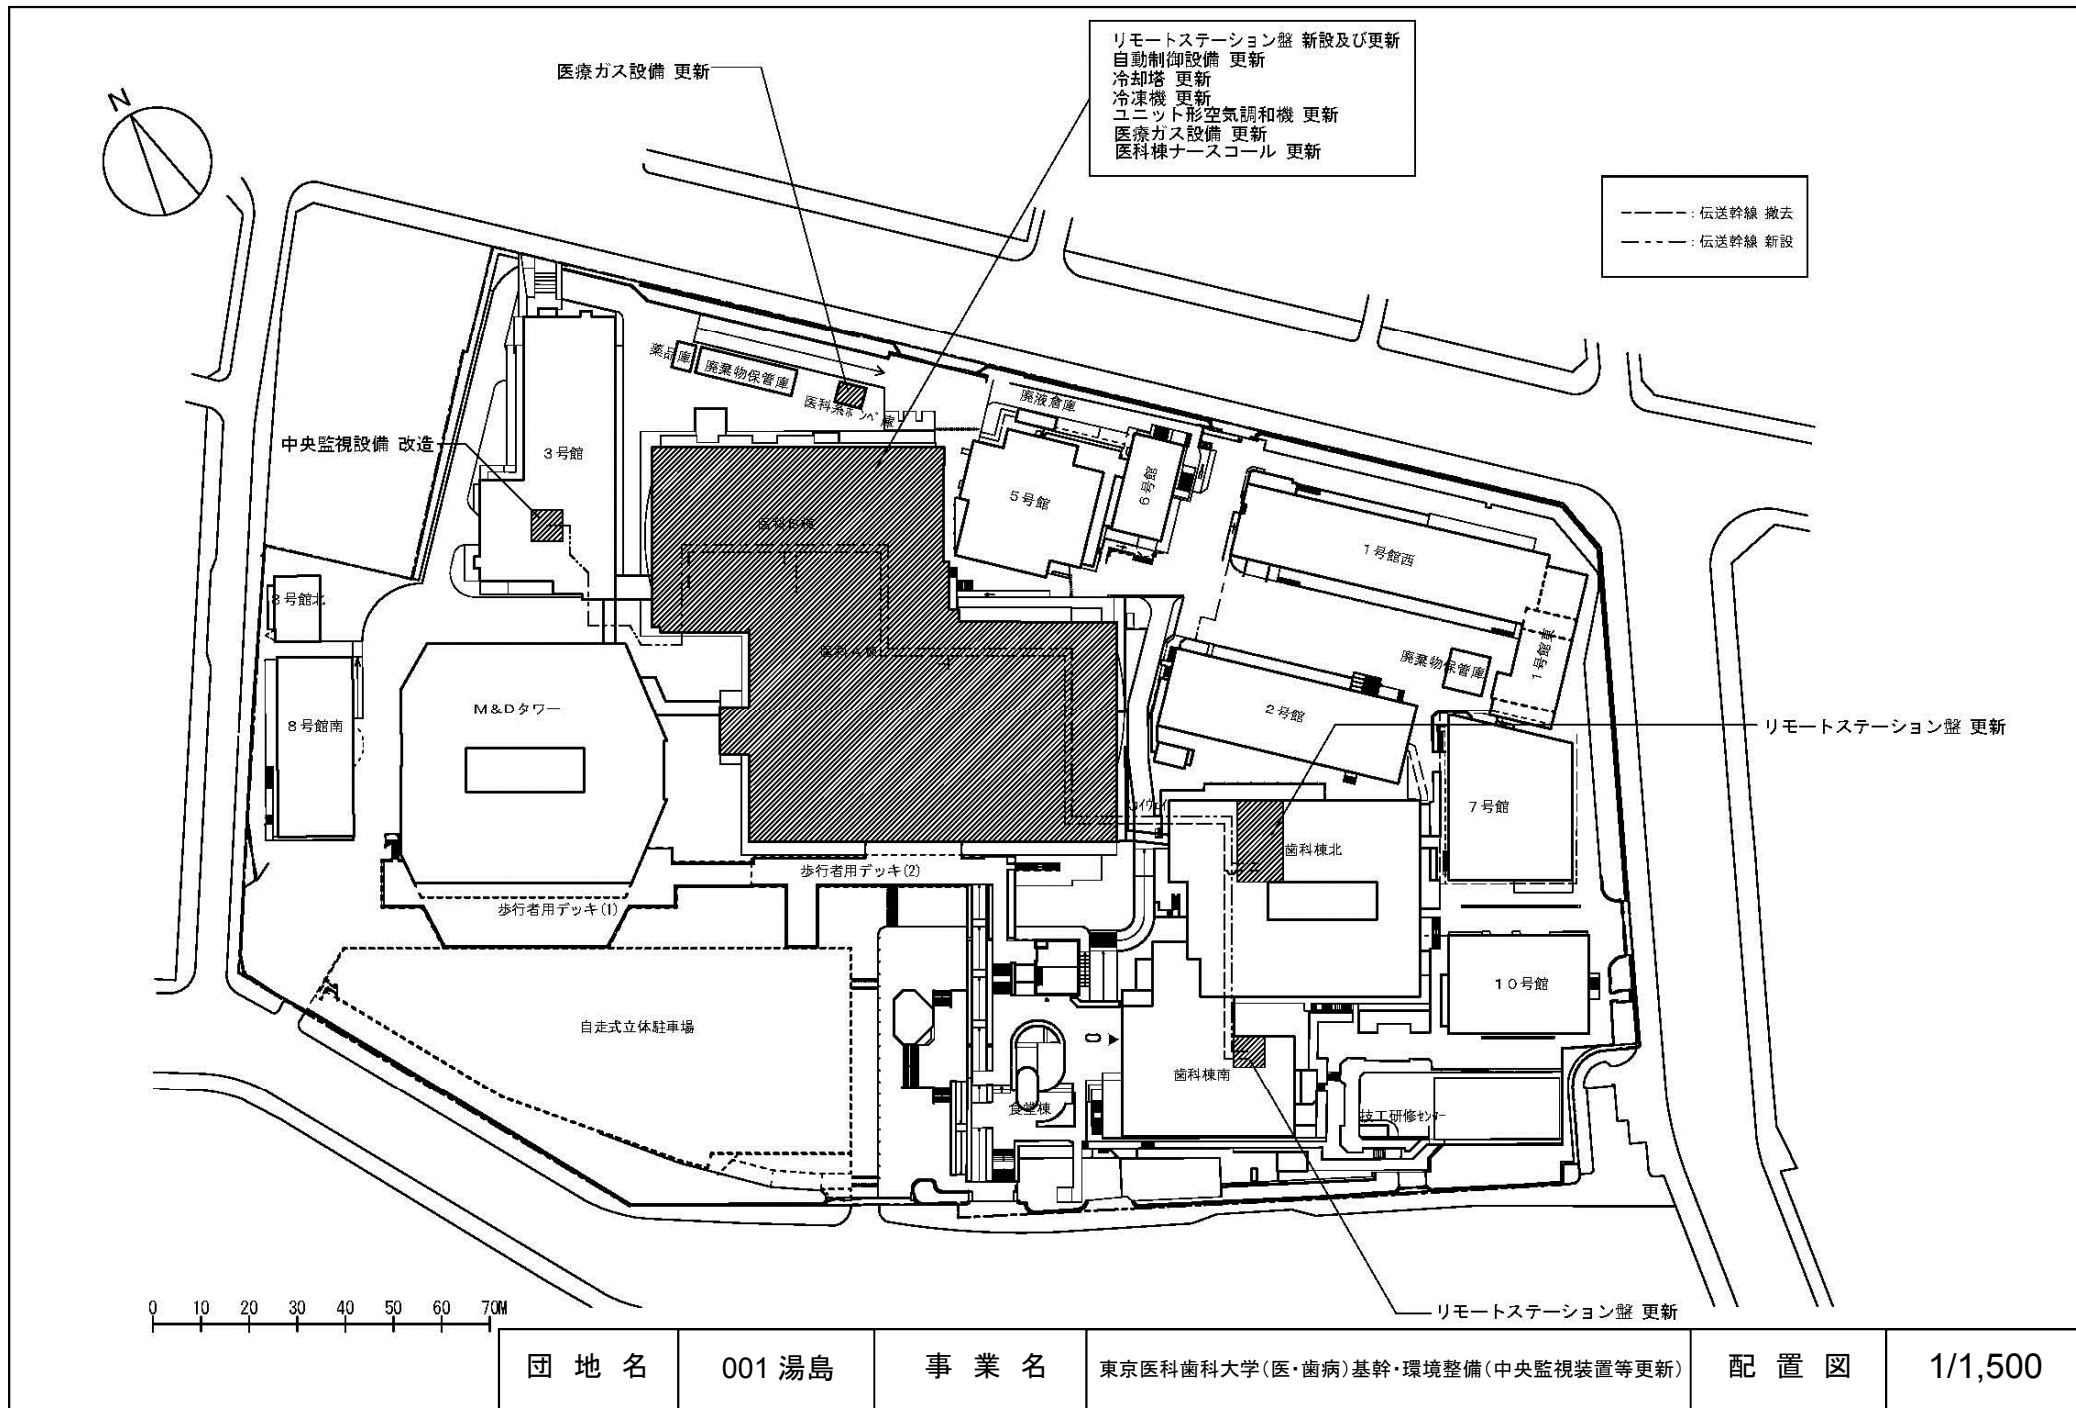 リモートステーション盤 新設及び更新
自動制御設備 更新
冷却塔 更新
冷凍機 更新
ユニット形空気調和機 更新
医療ガス設備 更新
医科棟ナースコール 更新
医療ガス設備 更新
N
伝送幹線 撤去
伝送幹線 新設
薬品庫
廃棄物保管庫
医科系ボンベ庫
廃液倉庫
中央監視設備 改造
3号館
5号館
6号館
1号館西
8号館北
医科A棟
1号館東
廃棄物保管庫
M&Dタワー
2号館
8号館南
リモートステーション盤 更新
7号館
歯科棟北
歩行者用デッキ(2)
歩行者用デッキ(1)
10号館
自走式立体駐車場
歯科棟南
食堂棟
技工研修センター
リモートステーション盤 更新
0 10 20 30 40 50 60 70M
団地名 001 湯島 事業名 東京医科歯科大学(医・歯病)基幹・環境整備(中央監視装置等更新) 配置図 1/1,500